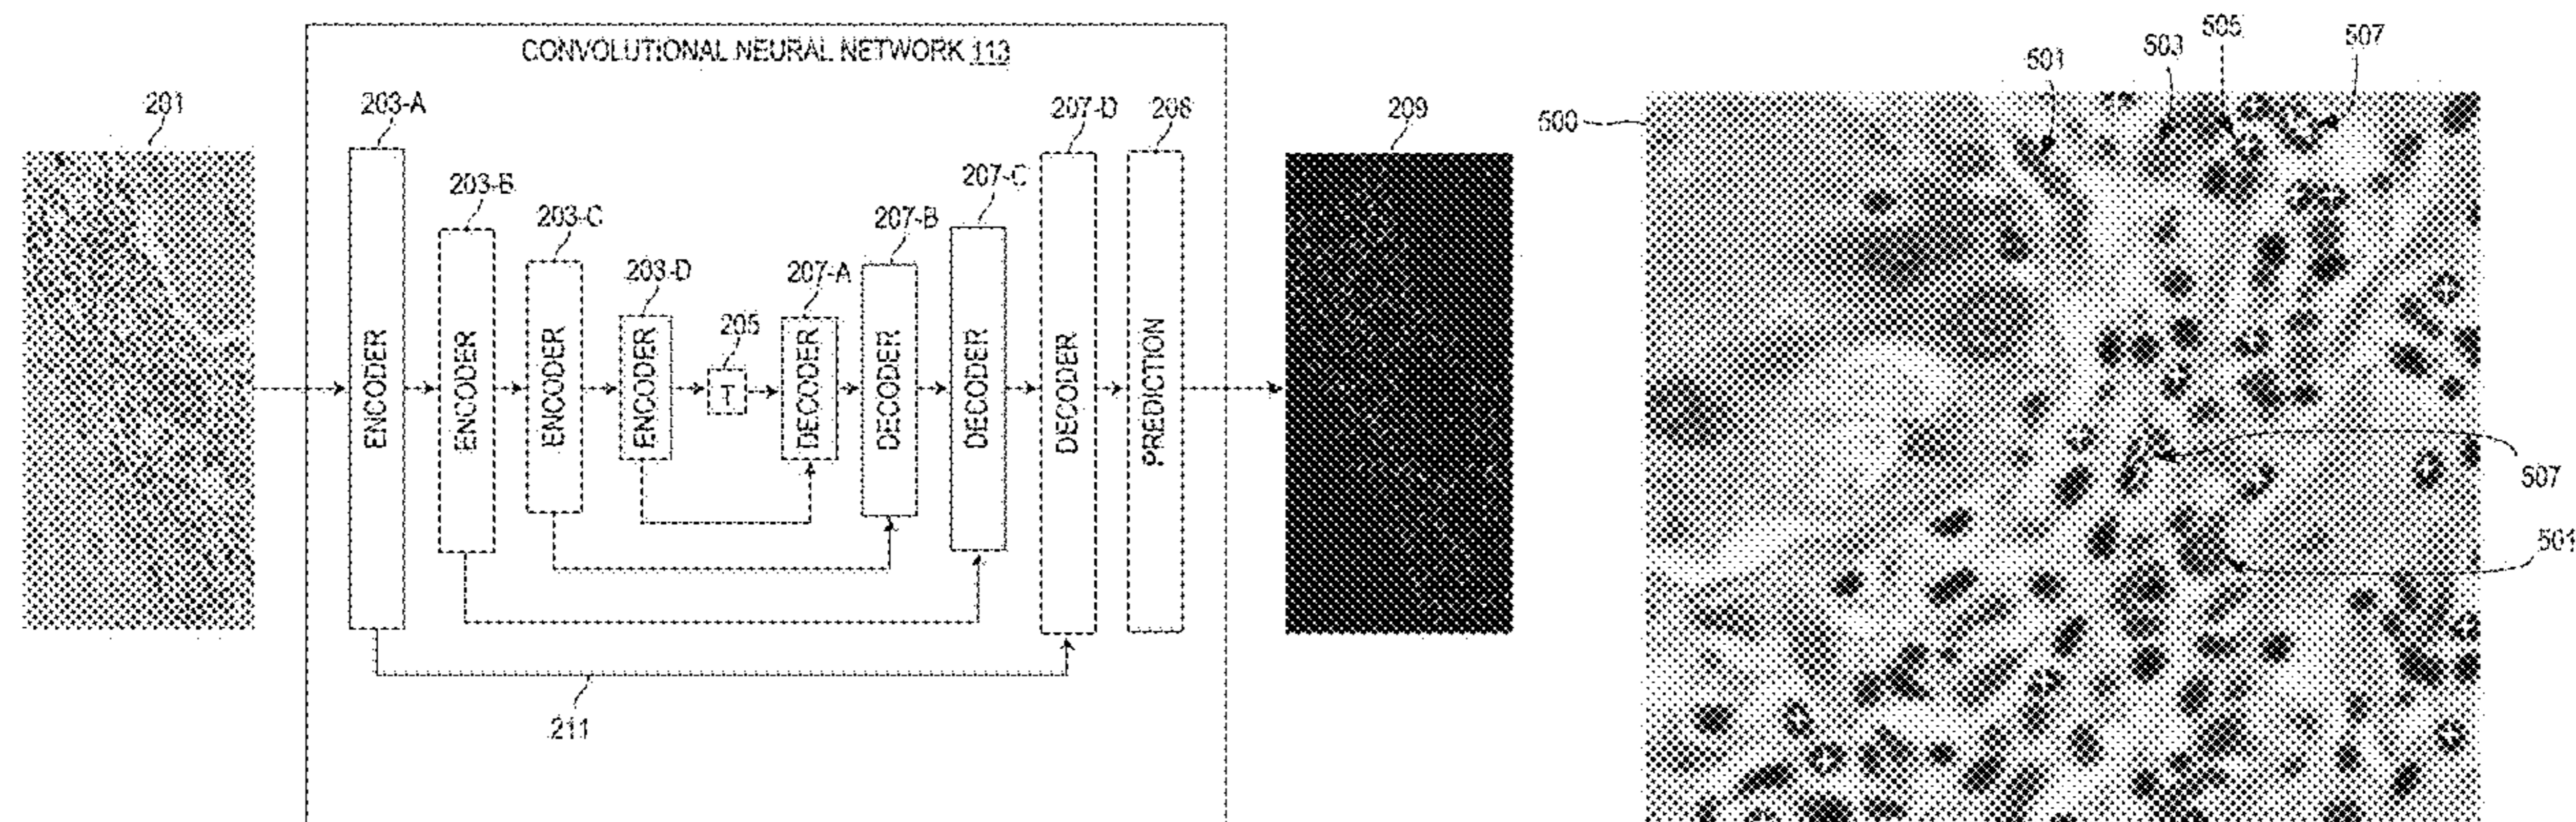 CONVOLUTIONAL NEURAL NETWORK 113
201
203-A
203-B
203-C
203-D
205
207-A
207-B
207-C
207-D
208
209
ENCODER
ENCODER
ENCODER
ENCODER
T
DECODER
DECODER
DECODER
DECODER
PREDICTION
211
500
501
503
505
507
507
501